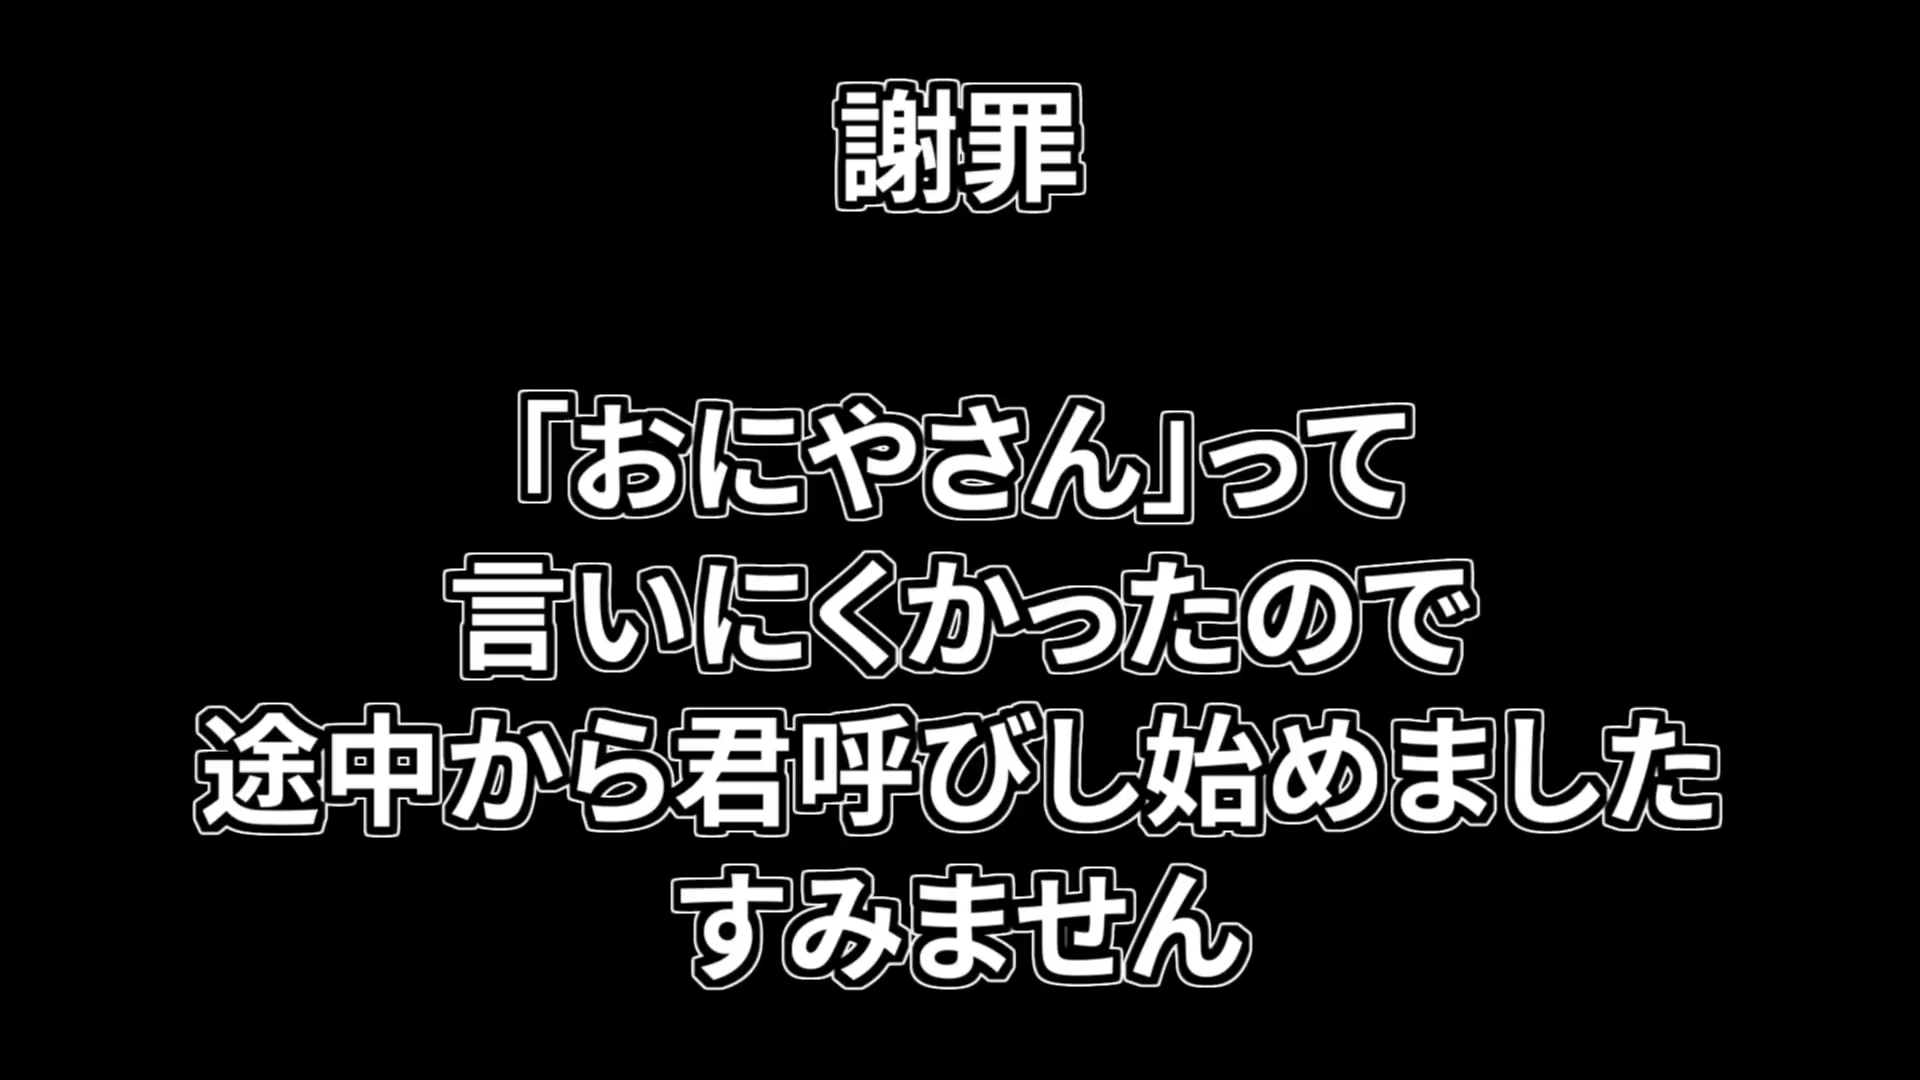 謝罪
「おにやさん」って
言いにくかったので
途中から君呼びし始めました
すみません